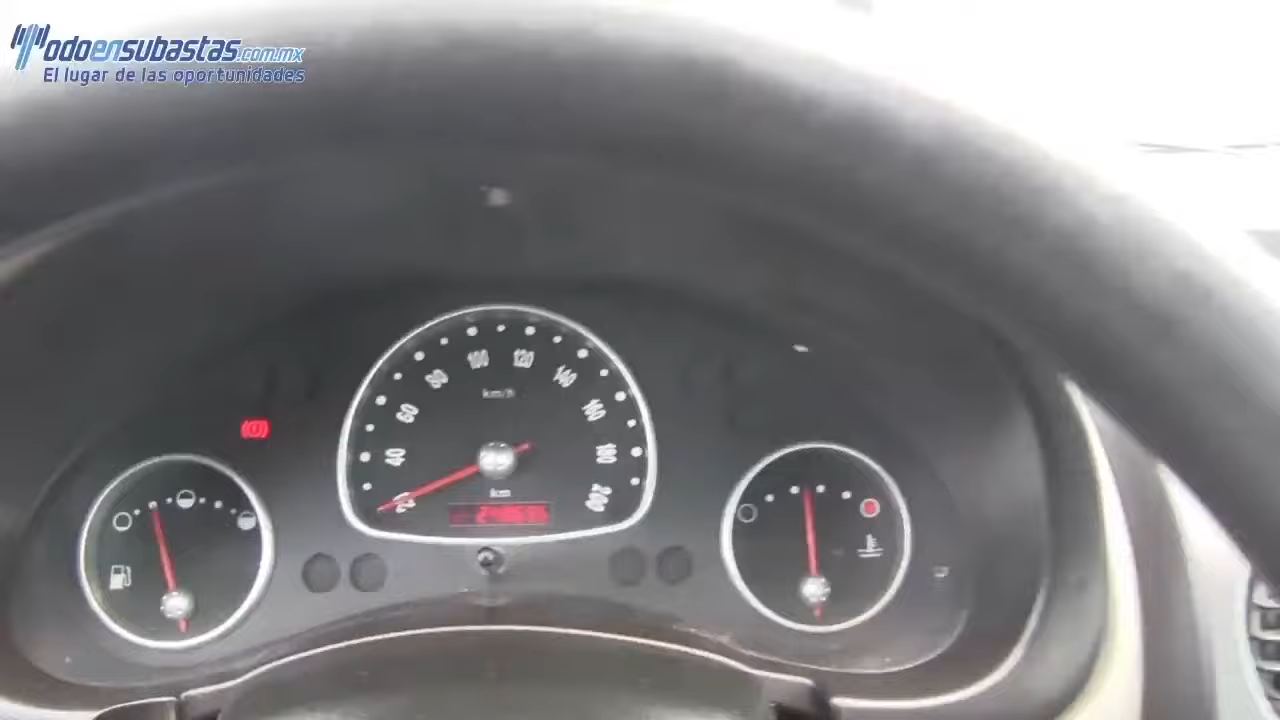 Todoensubastas.com.mx
El lugar de las oportunidades
100 120
80 140
km/h
60 160
40 180
km
200